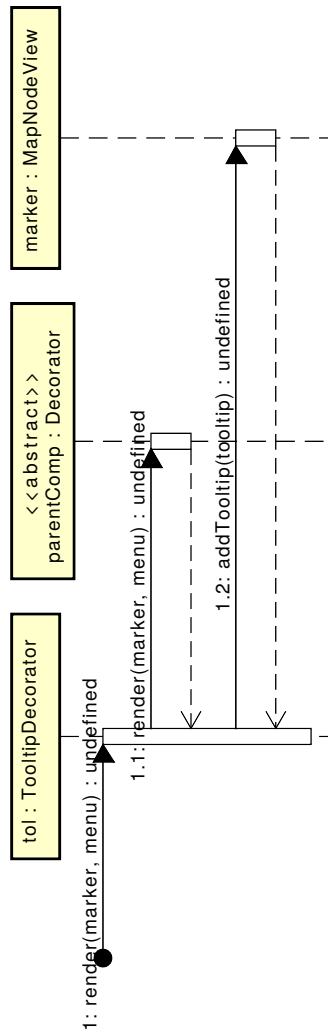 tol : TooltipDecorator
<<abstract>>
parentComp : Decorator
marker : MapNodeView
1: render(marker, menu) : undefined
1.1: render(marker, menu) : undefined
1.2: addTooltip(tooltip) : undefined